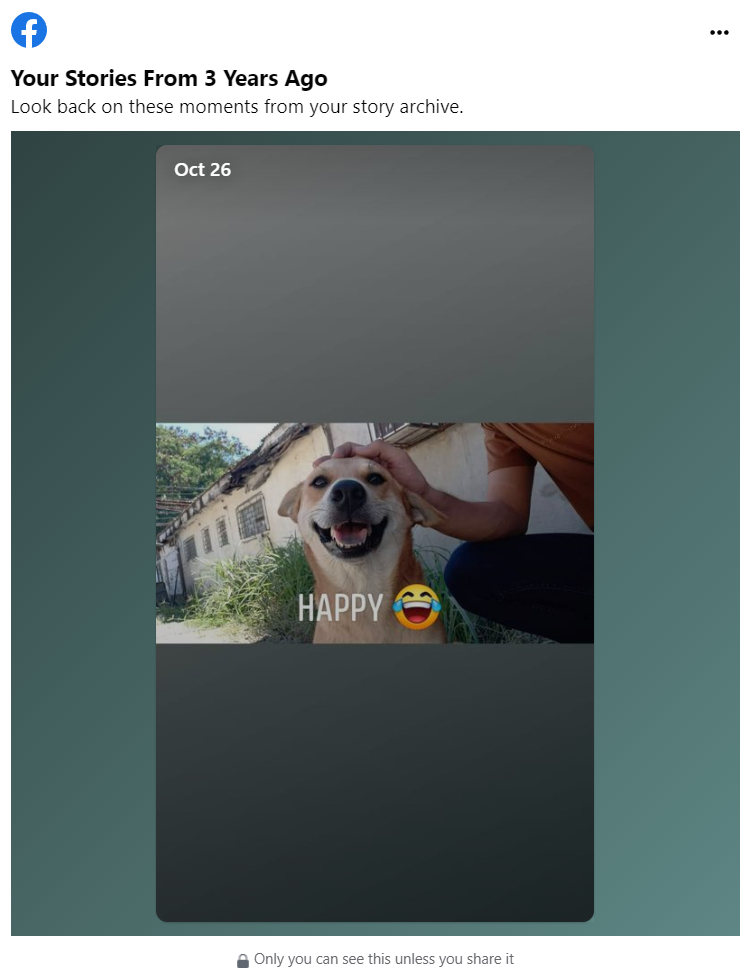 Your Stories From 3 Years Ago
Look back on these moments from your story archive.
Oct 26
HAPPY 😂
Only you can see this unless you share it